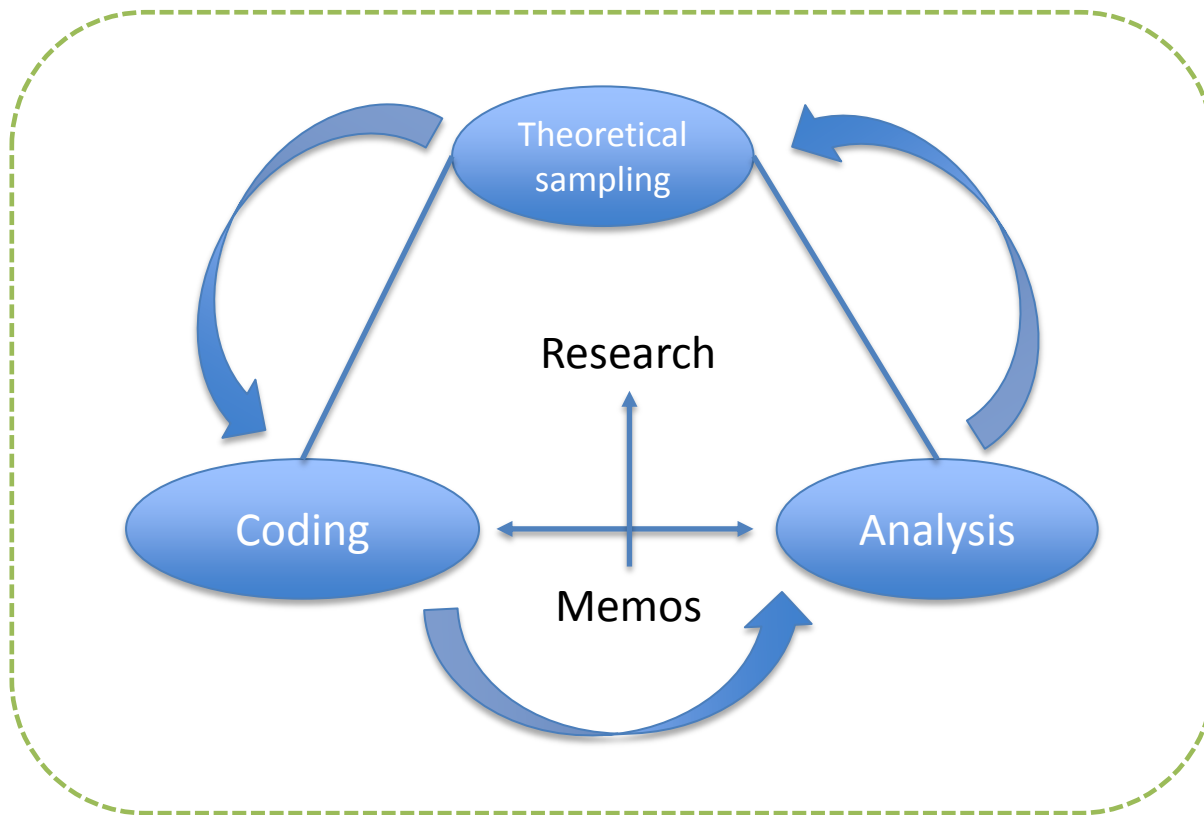 Theoretical
sampling
Research
Coding
Analysis
Memos